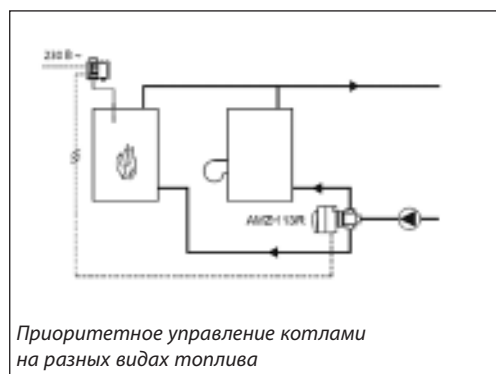 230 В ~
AMZ 113R
Приоритетное управление котлами
на разных видах топлива